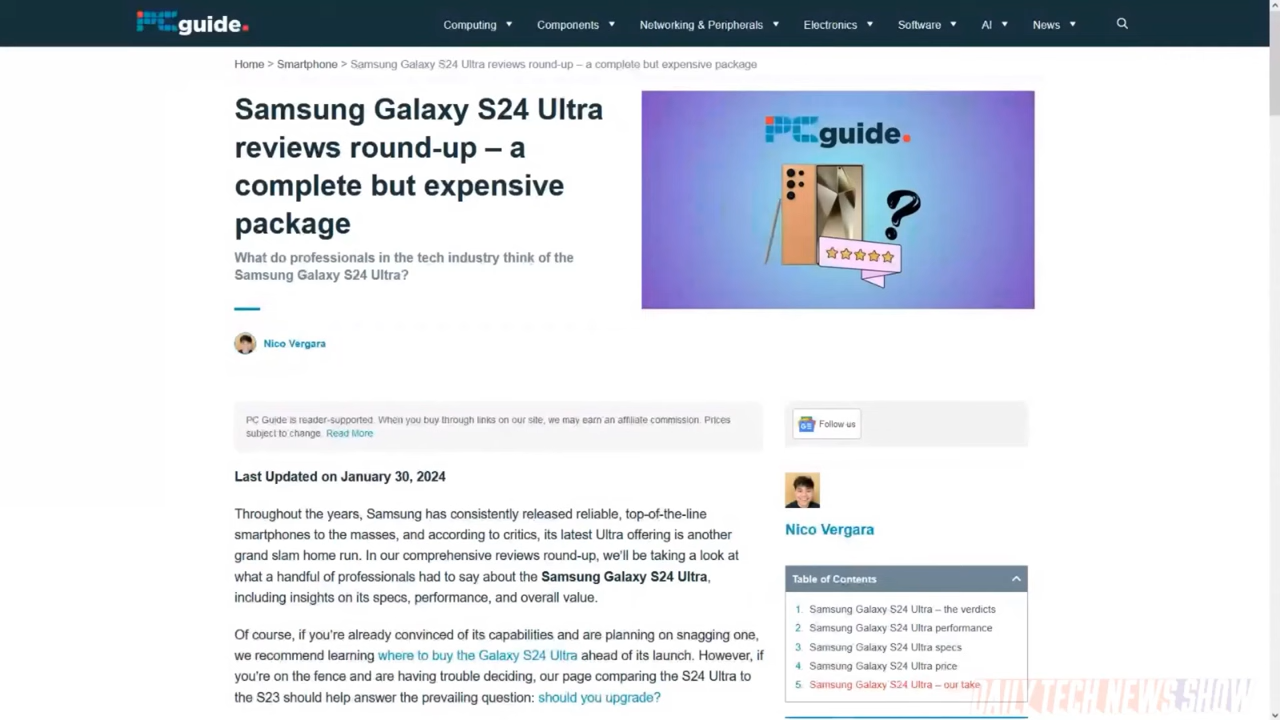 PCguide.
Computing
Components
Networking & Peripherals
Electronics
Software
AI
News
Home > Smartphone > Samsung Galaxy S24 Ultra reviews round-up – a complete but expensive package
Samsung Galaxy S24 Ultra
reviews round-up – a
complete but expensive
package
What do professionals in the tech industry think of the
Samsung Galaxy S24 Ultra?
PCguide.
?
Nico Vergara
PC Guide is reader-supported. When you buy through links on our site, we may earn an affiliate commission. Prices
subject to change. Read More
Last Updated on January 30, 2024
Throughout the years, Samsung has consistently released reliable, top-of-the-line
smartphones to the masses, and according to critics, its latest Ultra offering is another
grand slam home run. In our comprehensive reviews round-up, we'll be taking a look at
what a handful of professionals had to say about the Samsung Galaxy S24 Ultra,
including insights on its specs, performance, and overall value.
Of course, if you're already convinced of its capabilities and are planning on snagging one,
we recommend learning where to buy the Galaxy S24 Ultra ahead of its launch. However, if
you're on the fence and are having trouble deciding, our page comparing the S24 Ultra to
the S23 should help answer the prevailing question: should you upgrade?
GE Follow us
Nico Vergara
Table of Contents
1. Samsung Galaxy S24 Ultra – the verdicts
2. Samsung Galaxy S24 Ultra performance
3. Samsung Galaxy S24 Ultra specs
4. Samsung Galaxy S24 Ultra price
5. Samsung Galaxy S24 Ultra – our take
DAILY TECH NEWS SHOW